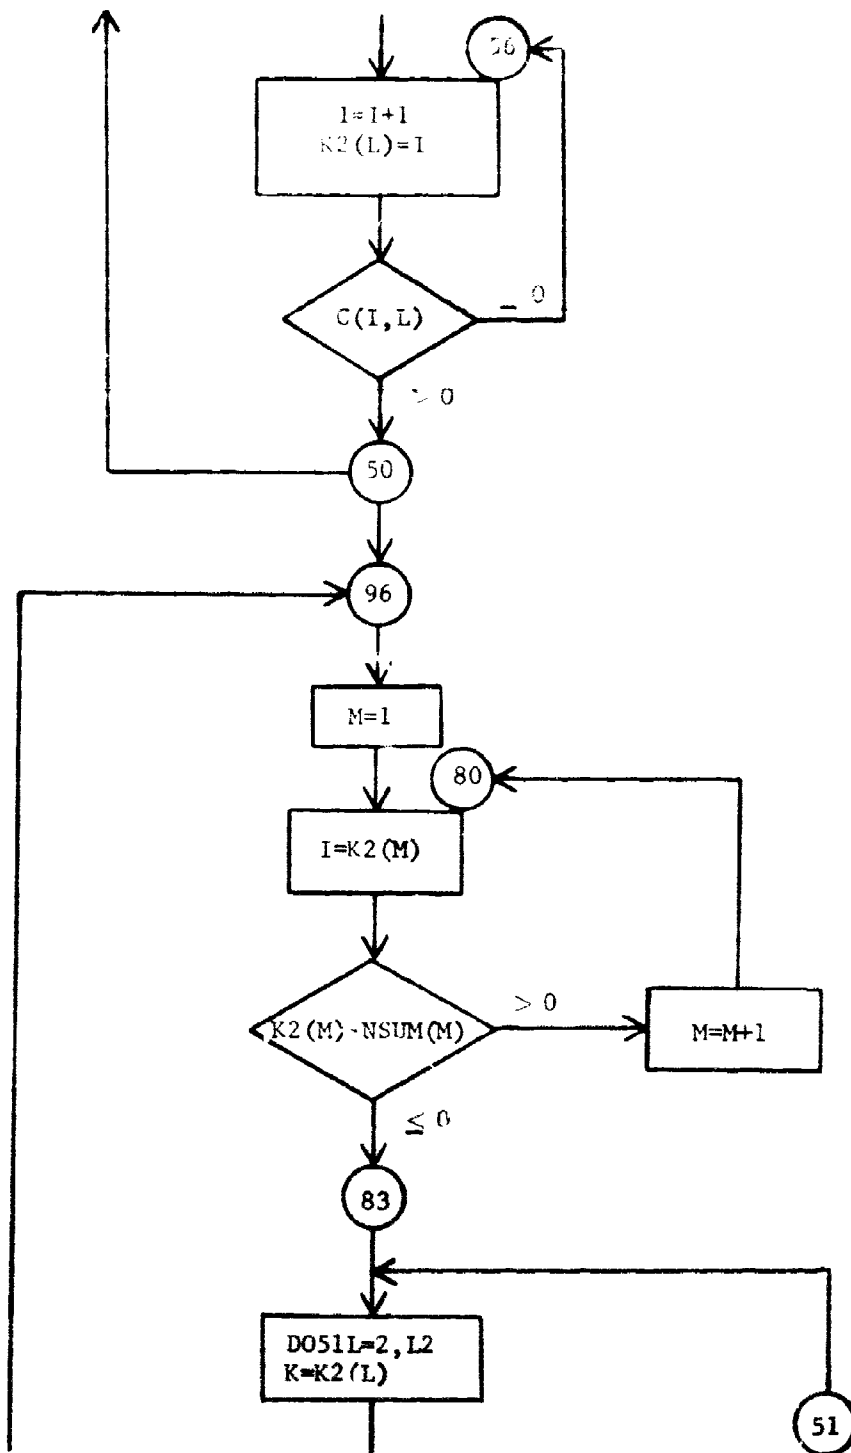 I=I+1
K2(L)=I
C(I,L)
> 0
50
96
M=1
80
I=K2(M)
K2(M)-NSUM(M)
> 0
M=M+1
≤ 0
83
DO51L=2,L2
K=K2(L)
51